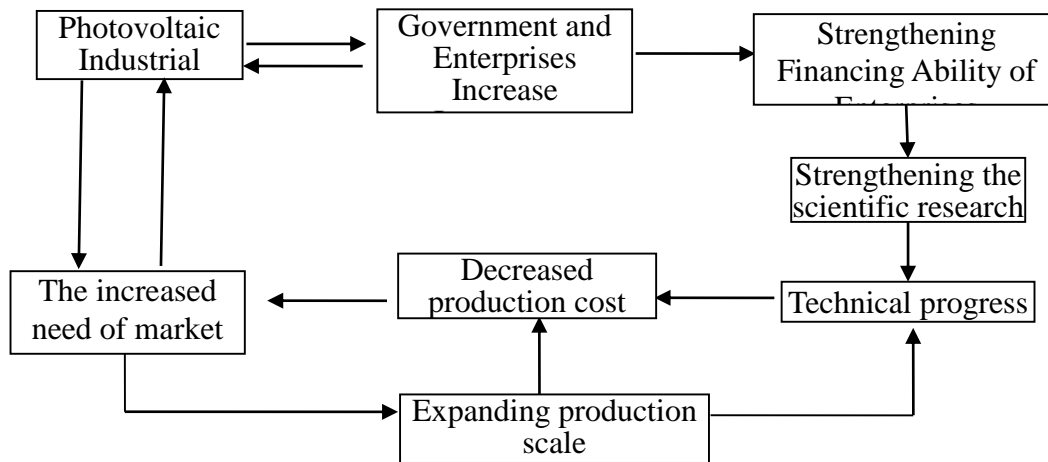 Photovoltaic
Industrial
Government and
Enterprises
Increase
Strengthening
Financing Ability of
Enterprises
Strengthening the
scientific research
Decreased
production cost
Technical progress
The increased
need of market
Expanding production
scale